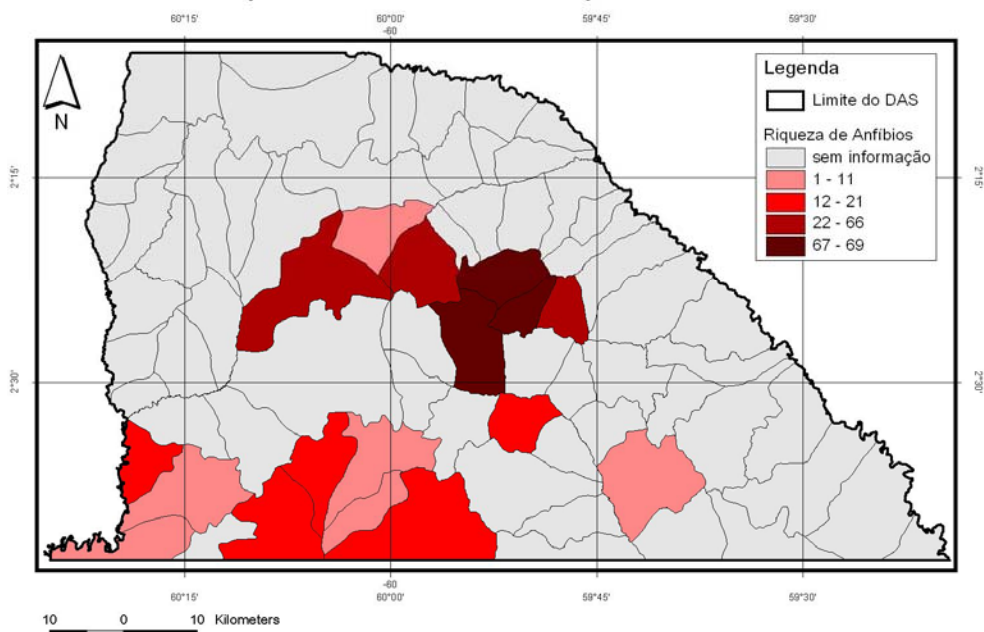 60°15'
60°00'
-60
59°45'
59°30'
N
Legenda
Limite do DAS
Riqueza de Anfíbios
sem informação
1 - 11
12 - 21
22 - 66
67 - 69
2°15'
2°15'
2°30'
2°30'
60°15'
-60
60°00'
59°45'
59°30'
10 0 10 Kilometers